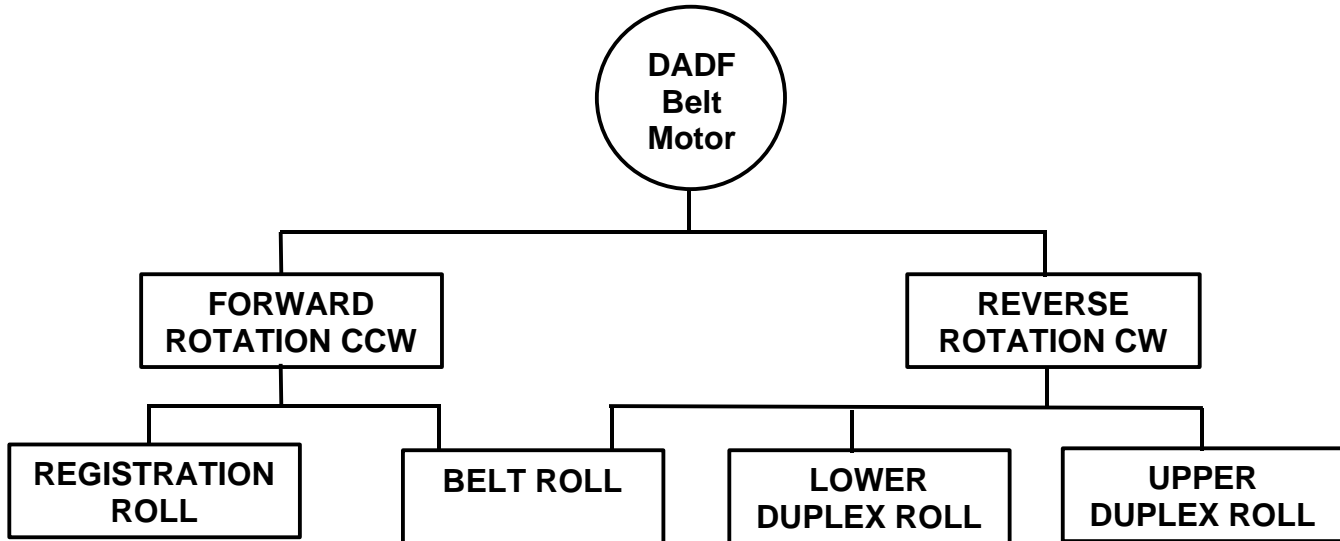 DADF
Belt
Motor
FORWARD
ROTATION CCW
REVERSE
ROTATION CW
REGISTRATION
ROLL
BELT ROLL
LOWER
DUPLEX ROLL
UPPER
DUPLEX ROLL